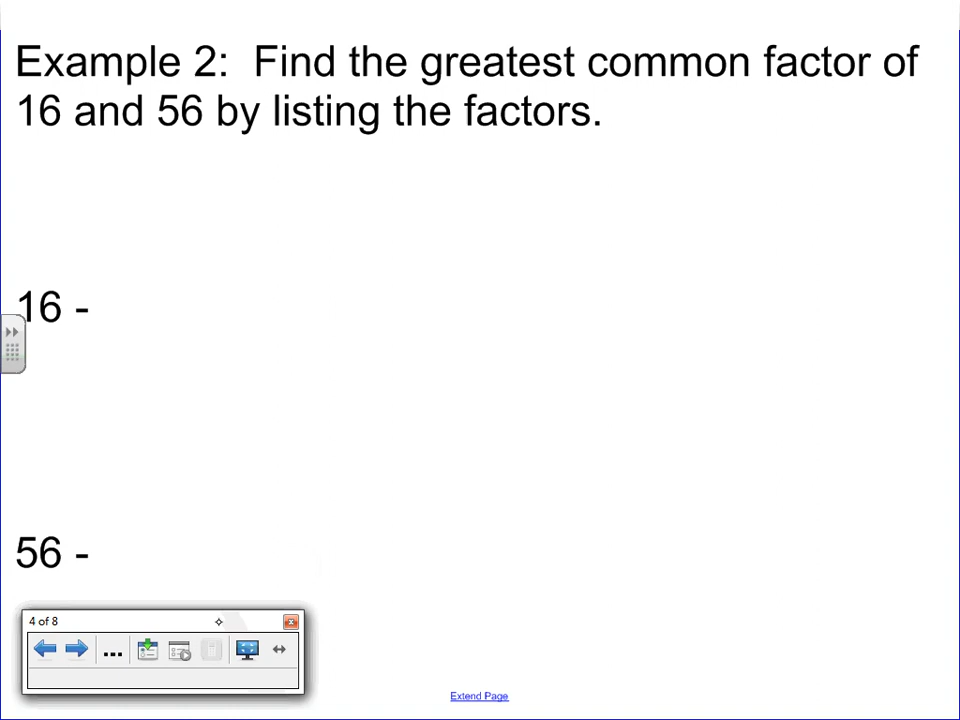 Example 2:  Find the greatest common factor of
16 and 56 by listing the factors.
16 -
56 -
4 of 8
...
Extend Page